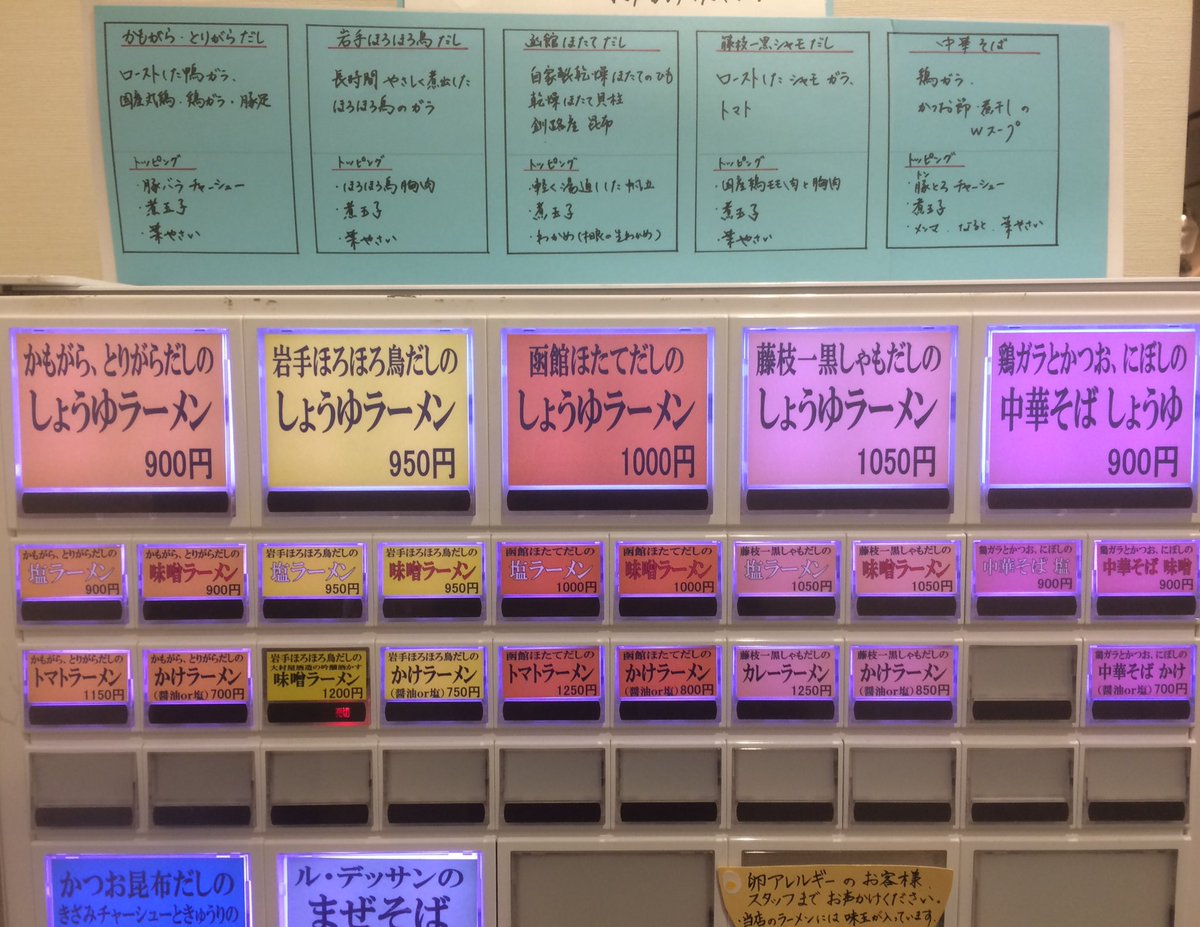 かもがら・とりがらだし
ローストした鴨ガラ、
国産丸鶏・鶏ガラ・豚足
トッピング
・豚バラチャーシュー
・煮玉子
・葉やさい
岩手ほろほろ鳥だし
長時間やさしく煮出した
ほろほろ鳥のガラ
トッピング
・ほろほろ鳥胸肉
・煮玉子
・葉やさい
函館ほたてだし
自家製乾燥ほたてのひも
乾燥ほたて貝柱
釧路産 昆布
トッピング
・軽く湯通しした帆立
・煮玉子
・わかめ(根の生わかめ)
藤枝一黒シャモだし
ローストしたシャモガラ、
トマト
トッピング
・国産鶏モモ肉と胸肉
・煮玉子
・葉やさい
中華そば
鶏ガラ、
かつお節・煮干しの
Wスープ
トッピング
トン
・豚とろチャーシュー
・煮玉子
・メンマ、なると、葉やさい
かもがら、とりがらだしの
しょうゆラーメン
900円
岩手ほろほろ鳥だしの
しょうゆラーメン
950円
函館ほたてだしの
しょうゆラーメン
1000円
藤枝一黒しゃもだしの
しょうゆラーメン
1050円
鶏ガラとかつお、にぼしの
中華そば しょうゆ
900円
かもがら、とりがらだしの
塩ラーメン
900円
かもがら、とりがらだしの
味噌ラーメン
900円
岩手ほろほろ鳥だしの
塩ラーメン
950円
岩手ほろほろ鳥だしの
味噌ラーメン
950円
函館ほたてだしの
塩ラーメン
1000円
函館ほたてだしの
味噌ラーメン
1000円
藤枝一黒しゃもだしの
塩ラーメン
1050円
藤枝一黒しゃもだしの
味噌ラーメン
1050円
鶏ガラとかつお、にぼしの
中華そば 塩
900円
鶏ガラとかつお、にぼしの
中華そば 味噌
900円
かもがら、とりがらだしの
トマトラーメン
1150円
かもがら、とりがらだしの
かけラーメン
(醤油or塩)700円
岩手ほろほろ鳥だしの
大村屋酒造の吟醸酒かす
味噌ラーメン
1200円
売切
岩手ほろほろ鳥だしの
かけラーメン
(醤油or塩)750円
函館ほたてだしの
トマトラーメン
1250円
函館ほたてだしの
かけラーメン
(醤油or塩)800円
藤枝一黒しゃもだしの
カレーラーメン
1250円
藤枝一黒しゃもだしの
かけラーメン
(醤油or塩)850円
鶏ガラとかつお、にぼしの
中華そば かけ
(醤油or塩)700円
かつお昆布だしの
きざみチャーシューときゅうりの
ル・デッサンの
まぜそば
卵アレルギーのお客様、
スタッフまでお声かけください。
・当店のラーメンには味玉が入っています。